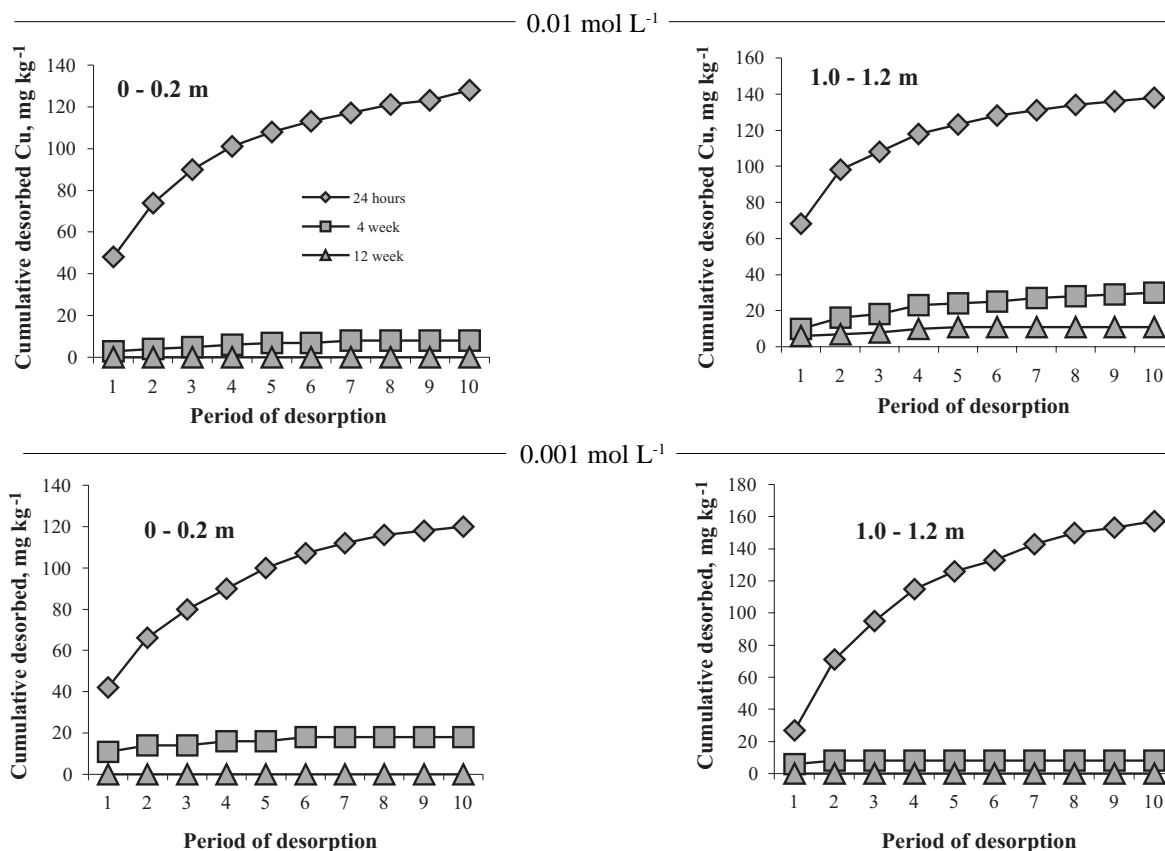 0.01 mol L-1
Cumulative desorbed Cu, mg kg-1
140
120
100
80
60
40
20
0
0 - 0.2 m
24 hours
4 week
12 week
1 2 3 4 5 6 7 8 9 10
Period of desorption
Cumulative desorbed Cu, mg kg-1
160
140
120
100
80
60
40
20
0
1.0 - 1.2 m
1 2 3 4 5 6 7 8 9 10
Period of desorption
0.001 mol L-1
Cumulative desorbed, mg kg-1
140
120
100
80
60
40
20
0
0 - 0.2 m
1 2 3 4 5 6 7 8 9 10
Period of desorption
Cumulative desorbed, mg kg-1
180
160
140
120
100
80
60
40
20
0
1.0 - 1.2 m
1 2 3 4 5 6 7 8 9 10
Period of desorption